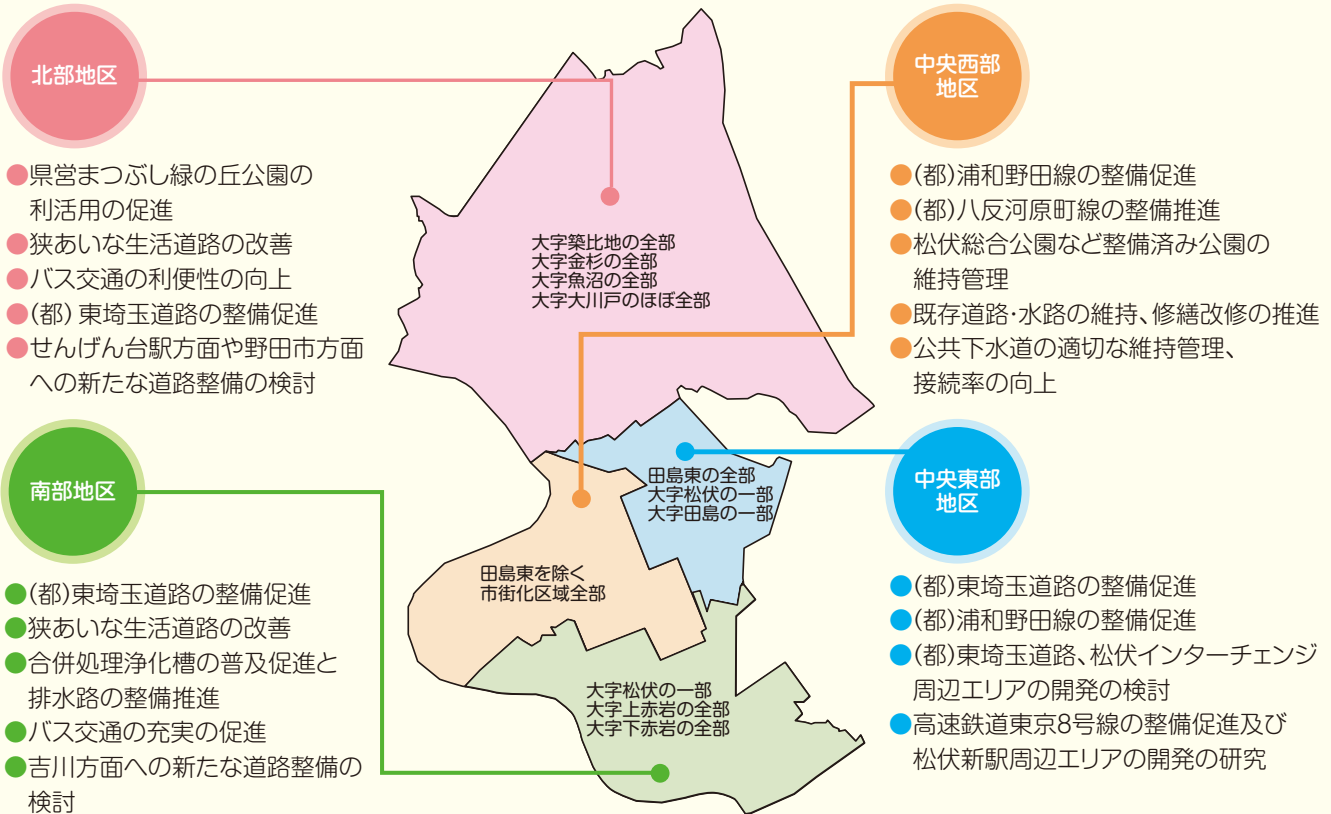 北部地区
●県営まつぶし緑の丘公園の
利活用の促進
●狭あいな生活道路の改善
●バス交通の利便性の向上
●(都) 東埼玉道路の整備促進
●せんげん台駅方面や野田市方面
への新たな道路整備の検討
中央西部
地区
●(都)浦和野田線の整備促進
●(都)八反河原町線の整備推進
●松伏総合公園など整備済み公園の
維持管理
●既存道路･水路の維持、修繕改修の推進
●公共下水道の適切な維持管理、
接続率の向上
大字築比地の全部
大字金杉の全部
大字魚沼の全部
大字大川戸のほぼ全部
田島東の全部
大字松伏の一部
大字田島の一部
田島東を除く
市街化区域全部
大字松伏の一部
大字上赤岩の全部
大字下赤岩の全部
南部地区
●(都)東埼玉道路の整備促進
●狭あいな生活道路の改善
●合併処理浄化槽の普及促進と
排水路の整備推進
●バス交通の充実の促進
●吉川方面への新たな道路整備の
検討
中央東部
地区
●(都)東埼玉道路の整備促進
●(都)浦和野田線の整備促進
●(都)東埼玉道路、松伏インターチェンジ
周辺エリアの開発の検討
●高速鉄道東京8号線の整備促進及び
松伏新駅周辺エリアの開発の研究